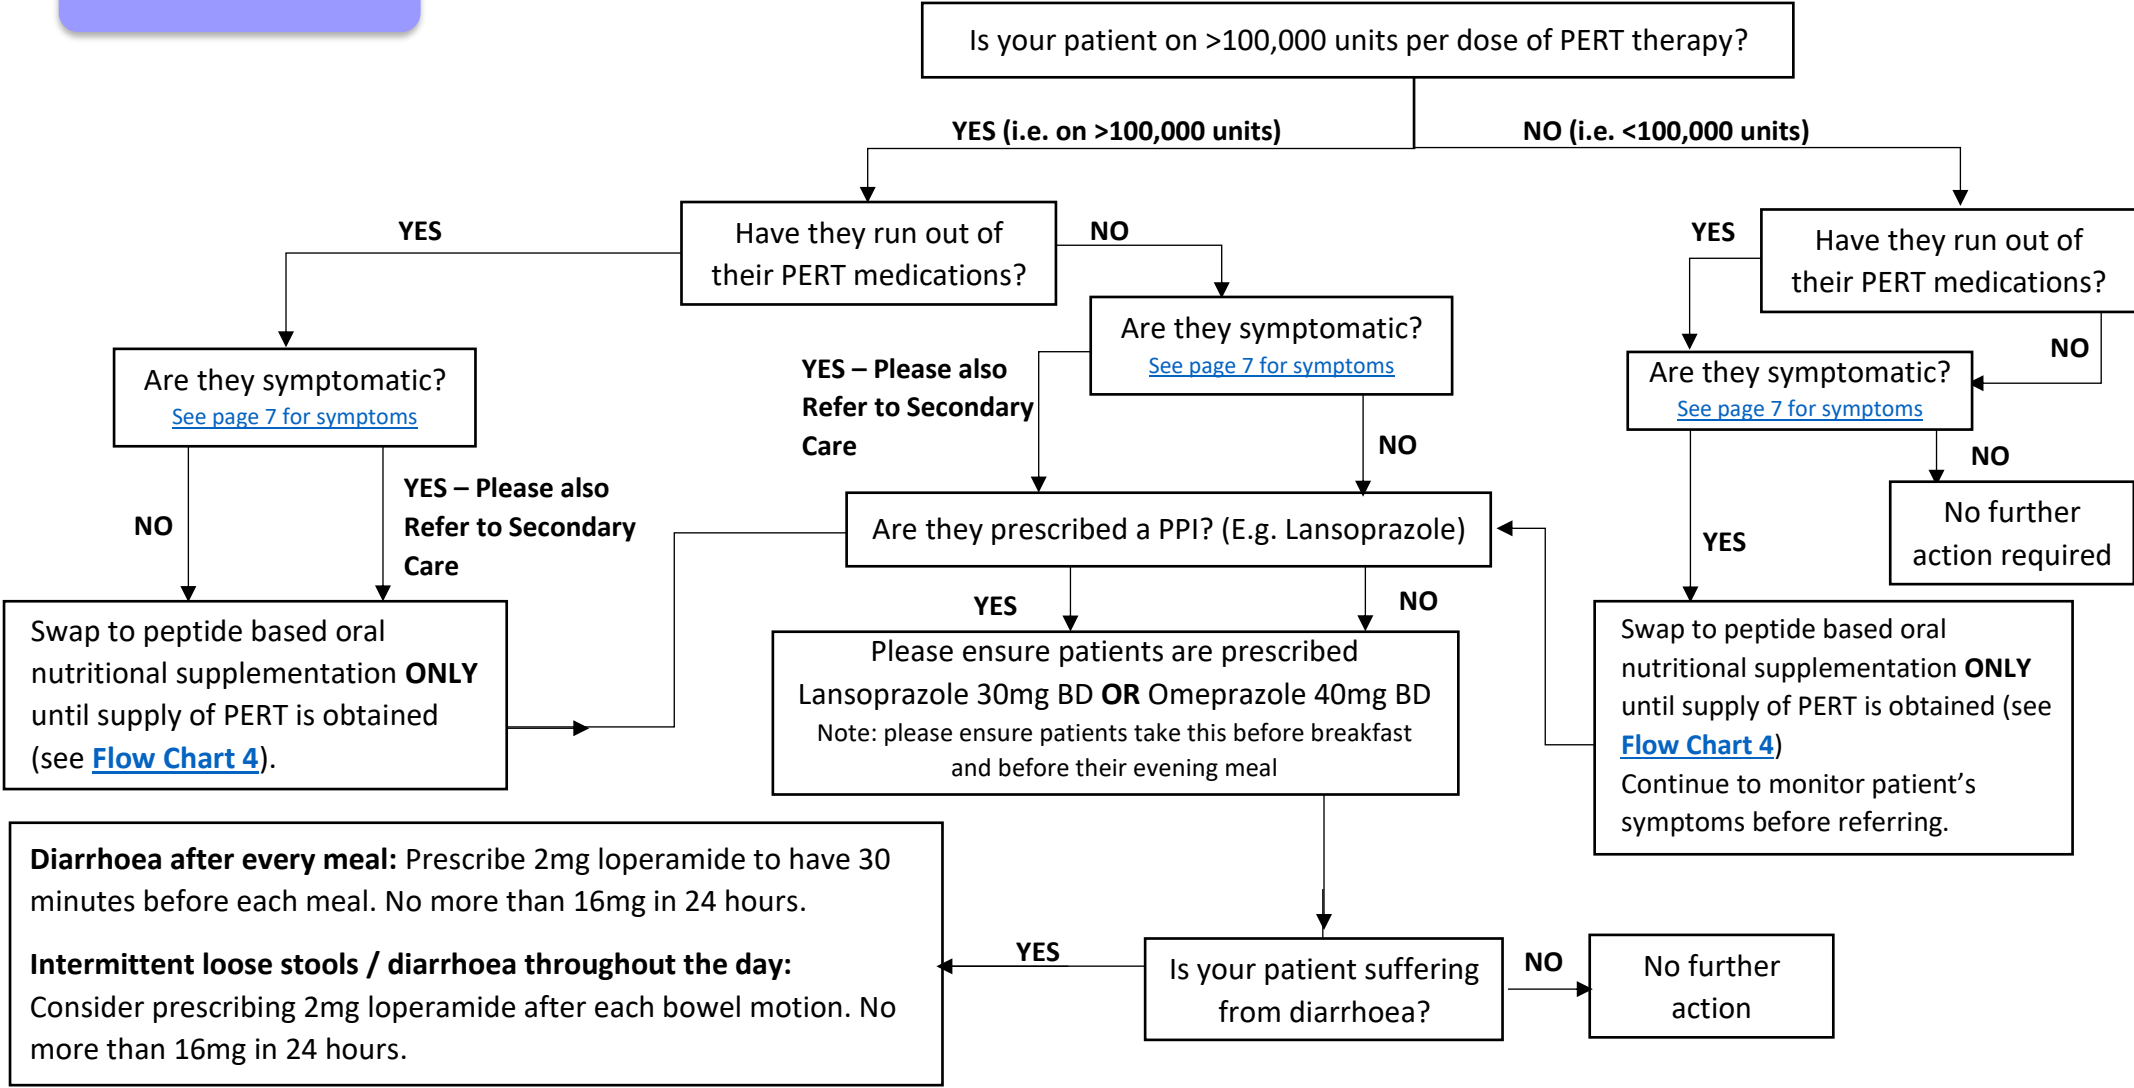 Is your patient on >100,000 units per dose of PERT therapy?
YES (i.e. on >100,000 units)
NO (i.e. <100,000 units)
YES
Have they run out of
their PERT medications?
NO
YES
Have they run out of
their PERT medications?
NO
Are they symptomatic?
See page 7 for symptoms
YES – Please also
Refer to Secondary
Care
NO
Are they symptomatic?
See page 7 for symptoms
NO
YES – Please also
Refer to Secondary
Care
Are they symptomatic?
See page 7 for symptoms
YES
NO
No further
action required
Are they prescribed a PPI? (E.g. Lansoprazole)
YES
NO
Swap to peptide based oral
nutritional supplementation ONLY
until supply of PERT is obtained
(see Flow Chart 4).
Please ensure patients are prescribed
Lansoprazole 30mg BD OR Omeprazole 40mg BD
Note: please ensure patients take this before breakfast
and before their evening meal
Swap to peptide based oral
nutritional supplementation ONLY
until supply of PERT is obtained (see
Flow Chart 4)
Continue to monitor patient’s
symptoms before referring.
Diarrhoea after every meal: Prescribe 2mg loperamide to have 30
minutes before each meal. No more than 16mg in 24 hours.
Intermittent loose stools / diarrhoea throughout the day:
Consider prescribing 2mg loperamide after each bowel motion. No
more than 16mg in 24 hours.
YES
Is your patient suffering
from diarrhoea?
NO
No further
action